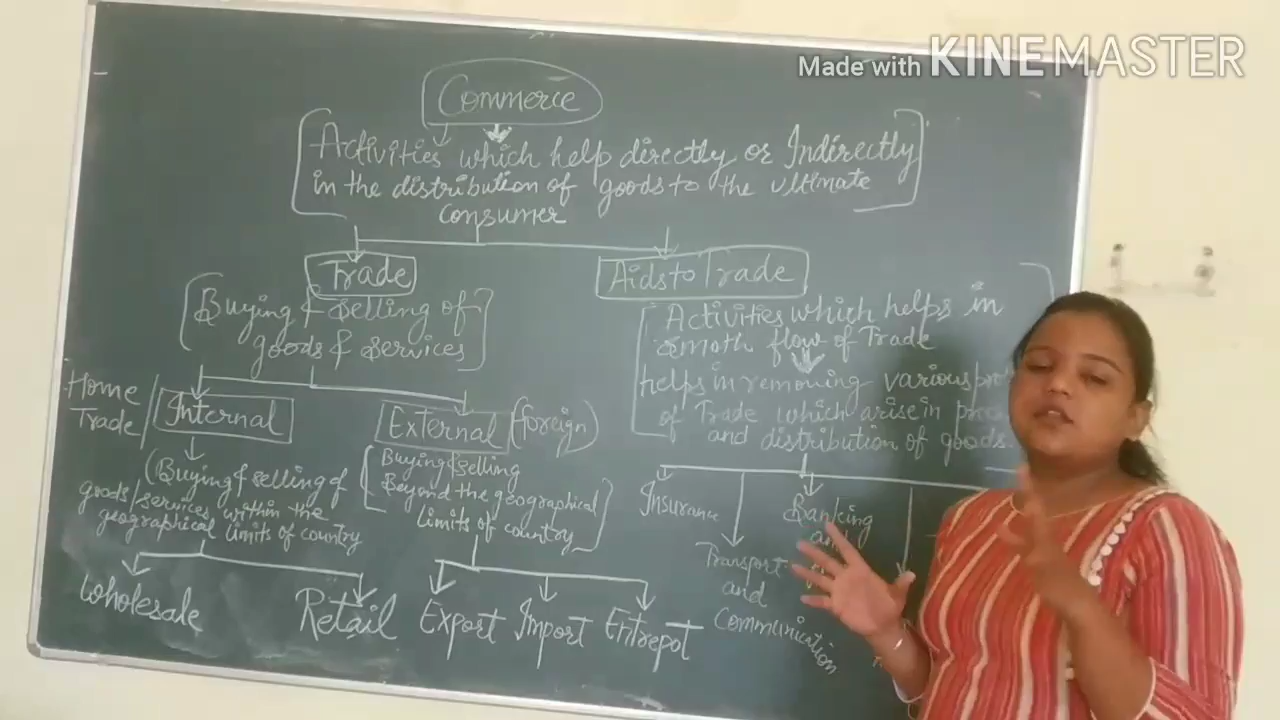 Made with KINEMASTER
Commerce
Activities which help directly or Indirectly
in the distribution of goods to the ultimate
consumer
Trade
Aids to Trade
Buying & selling of
goods & services
Activities which helps in
smoth flow of Trade
helps in removing various
of Trade which arise in
and distribution of goods.
Home
Trade
Internal
External (foreign)
(Buying & selling of
goods/services within the
geographical limits of country
Buying & selling
Beyond the geographical
limits of country
Wholesale
Retail
Export
Import
Entrepot
Insurance
Transport
and
Communication
Banking
and